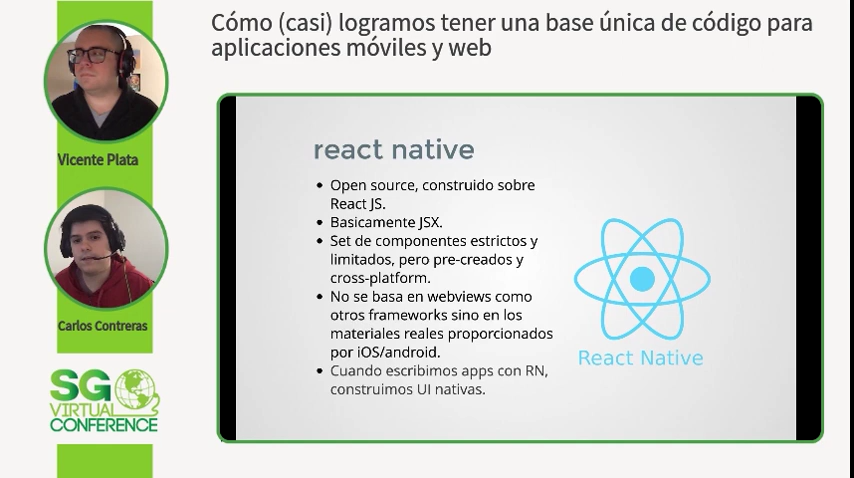 Cómo (casi) logramos tener una base única de código para
aplicaciones móviles y web
Vicente Plata
Carlos Contreras
SG
VIRTUAL
CONFERENCE
react native
• Open source, construido sobre
React JS.
• Basicamente JSX.
• Set de componentes estrictos y
limitados, pero pre-creados y
cross-platform.
• No se basa en webviews como
otros frameworks sino en los
materiales reales proporcionados
por iOS/android.
• Cuando escribimos apps con RN,
construimos UI nativas.
React Native